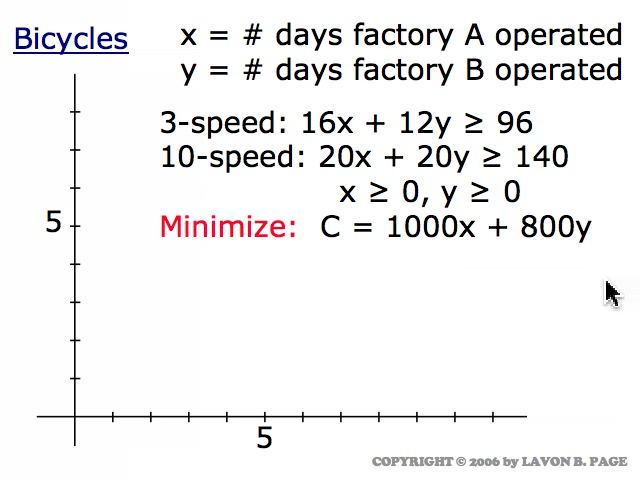 Bicycles
x = # days factory A operated
y = # days factory B operated
3-speed: 16x + 12y ≥ 96
10-speed: 20x + 20y ≥ 140
x ≥ 0, y ≥ 0
Minimize: C = 1000x + 800y
5
5
COPYRIGHT © 2006 by LAVON B. PAGE